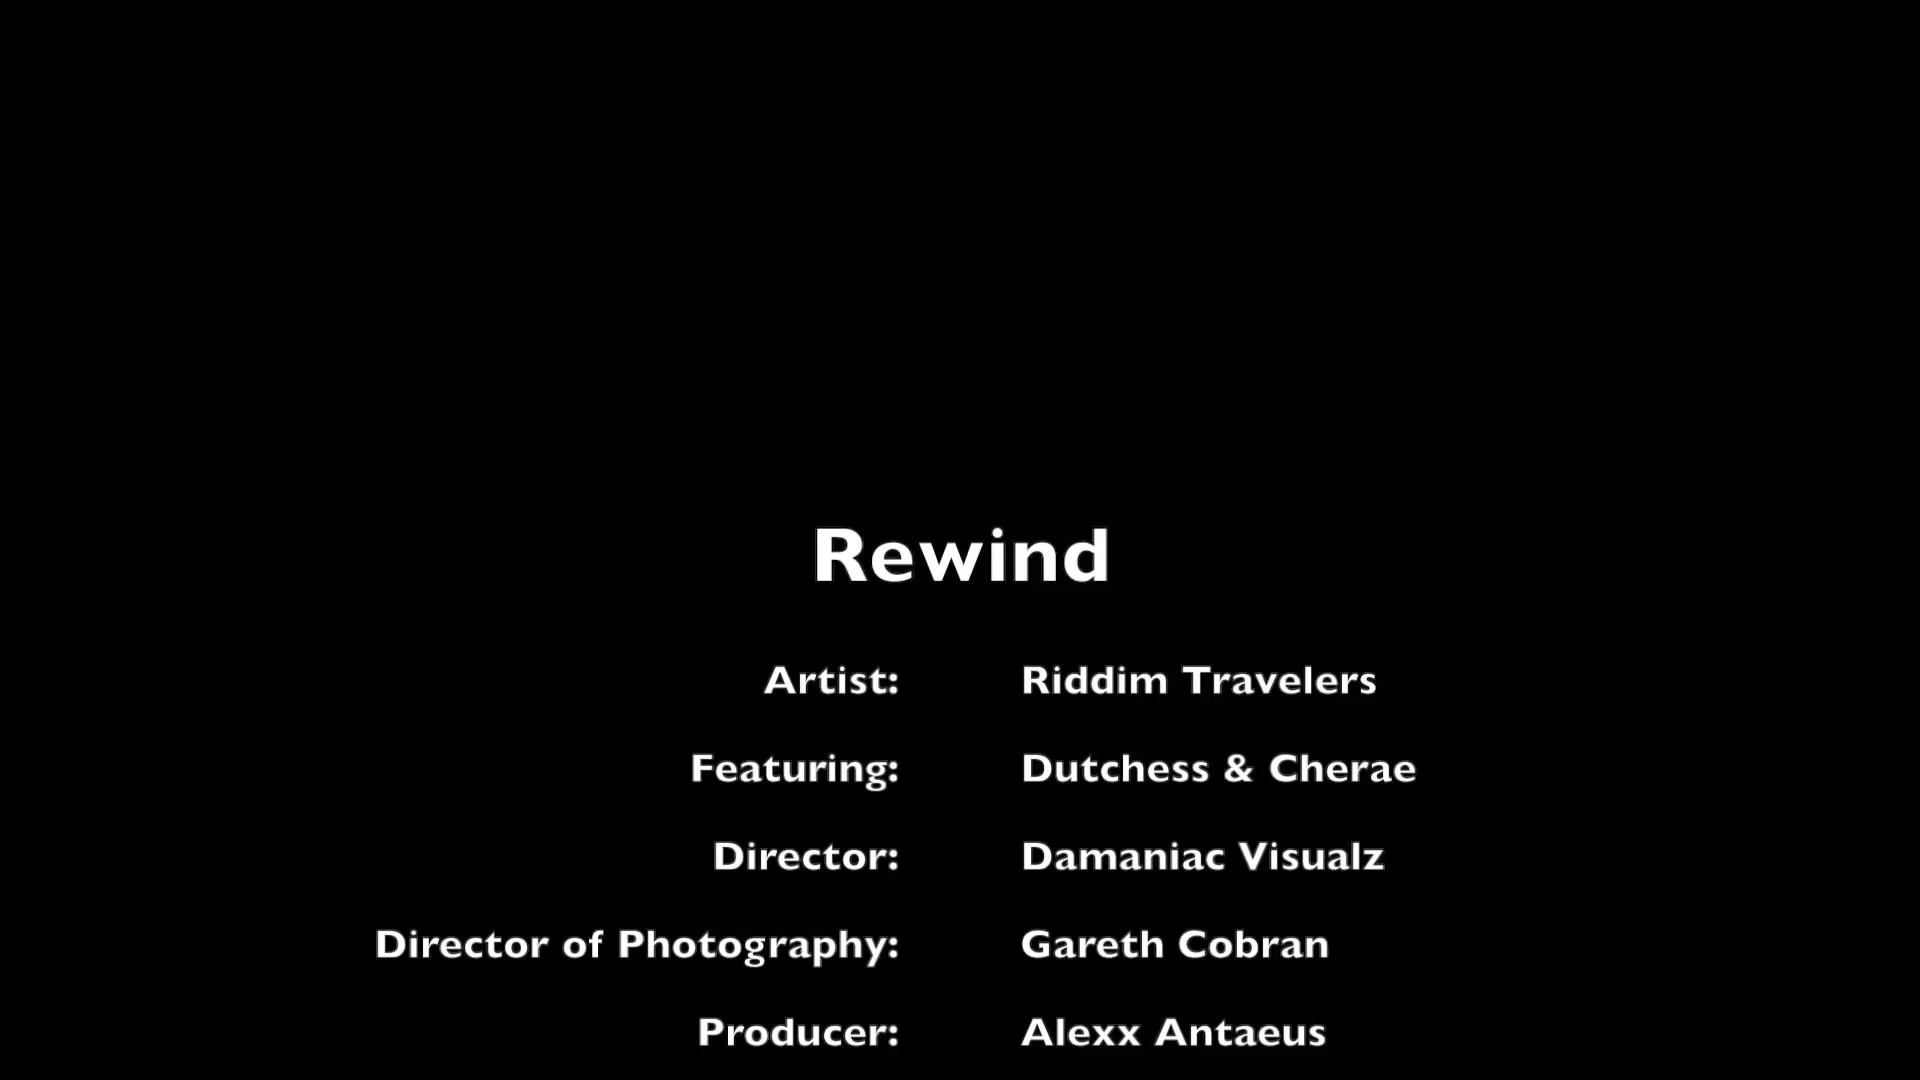 Rewind
Artist: Riddim Travelers
Featuring: Dutchess & Cherae
Director: Damaniac Visualz
Director of Photography: Gareth Cobran
Producer: Alexx Antaeus